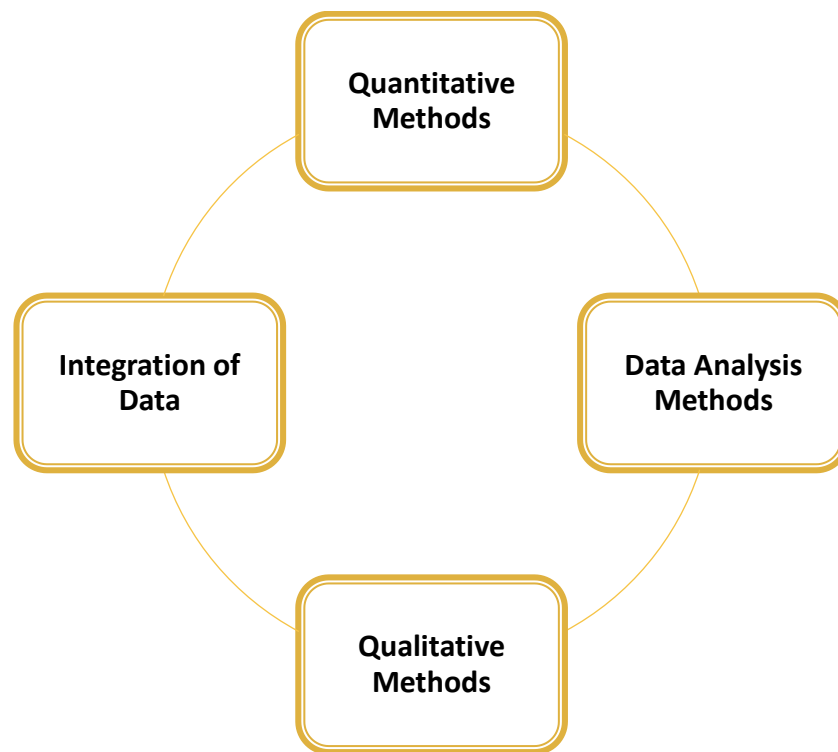 Quantitative
Methods
Integration of
Data
Data Analysis
Methods
Qualitative
Methods